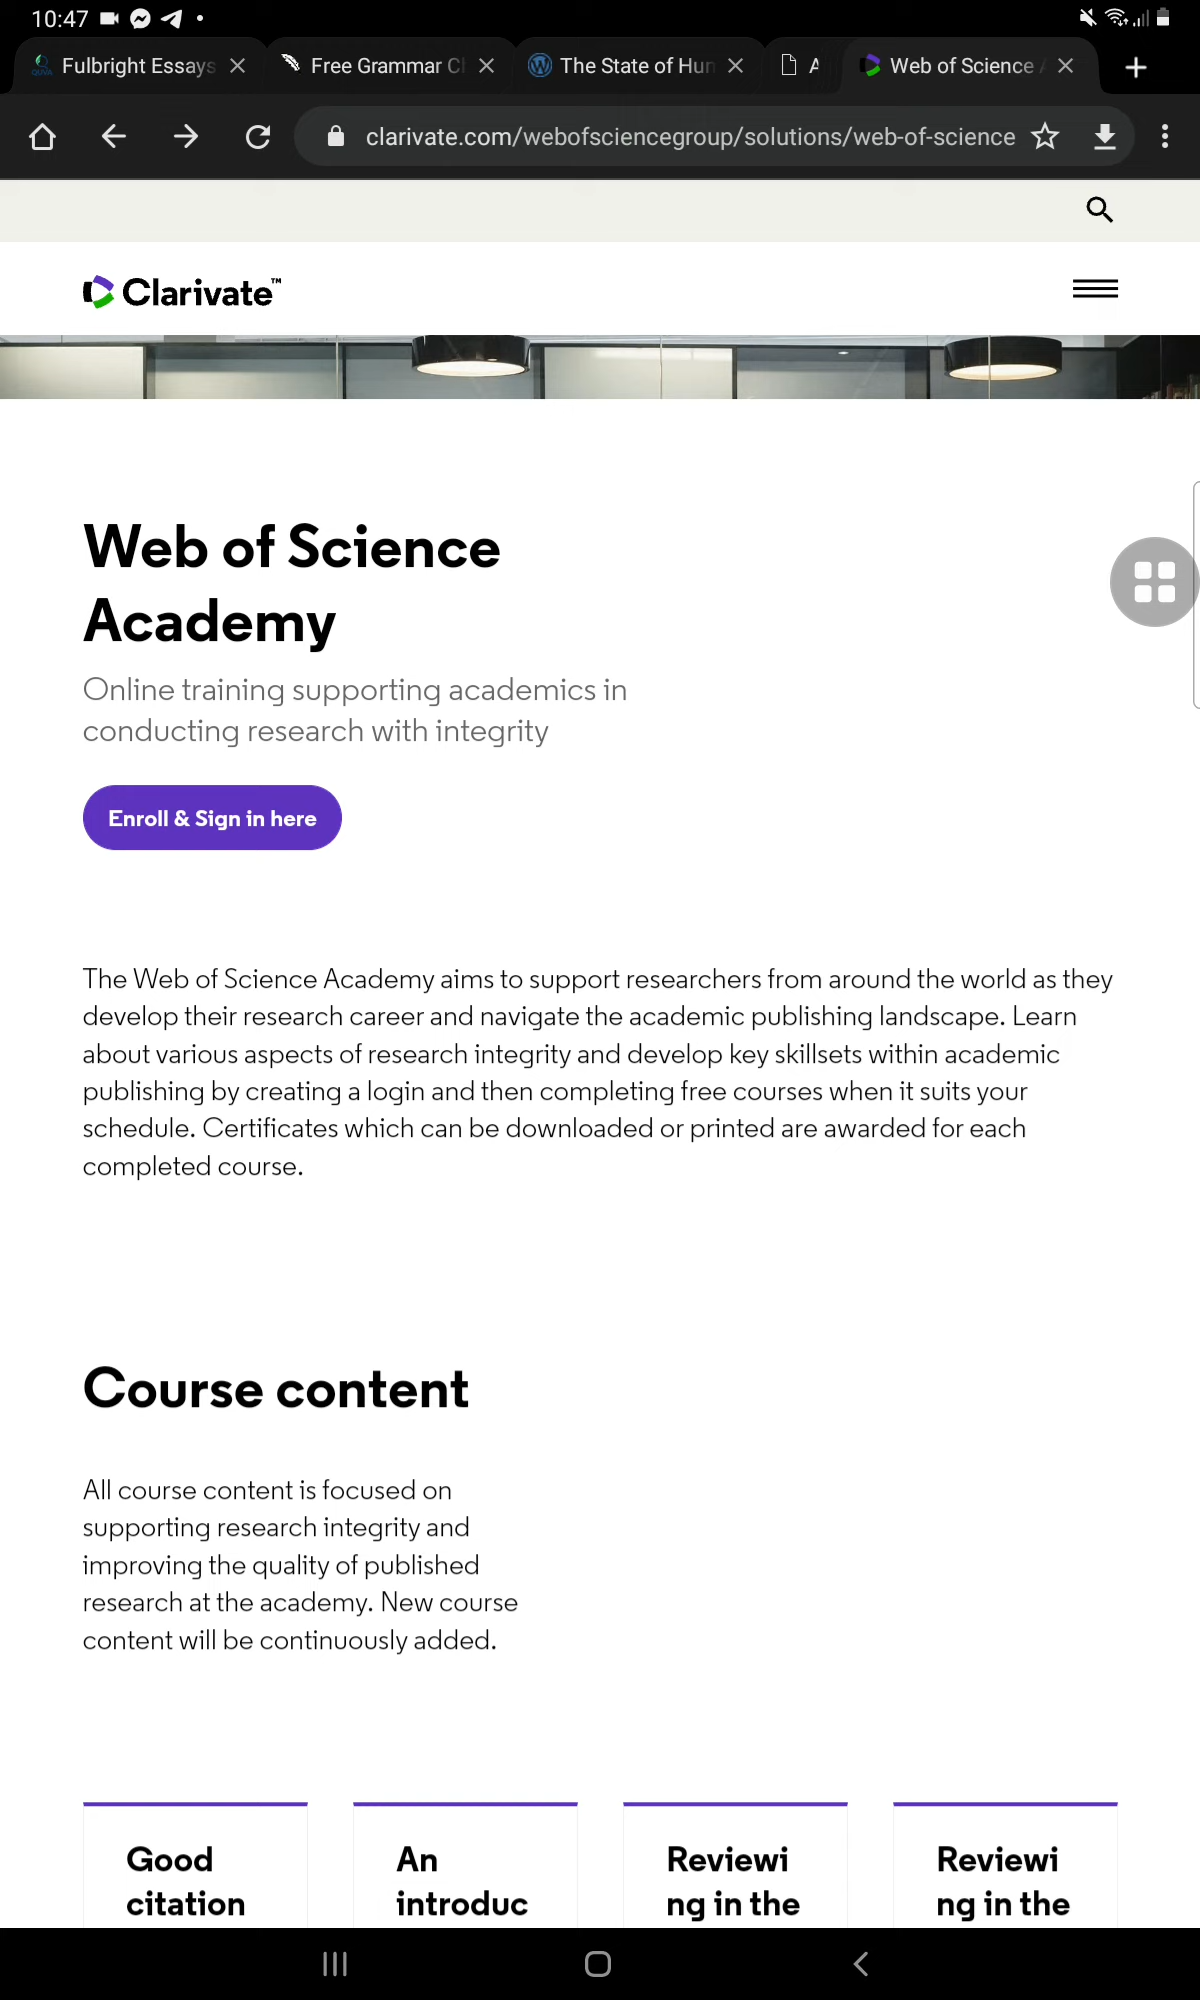 10:47
Fulbright Essays
Free Grammar Cl
The State of Hun
A
Web of Science A
clarivate.com/webofsciencegroup/solutions/web-of-science
Clarivate™
Web of Science
Academy
Online training supporting academics in
conducting research with integrity
Enroll & Sign in here
The Web of Science Academy aims to support researchers from around the world as they
develop their research career and navigate the academic publishing landscape. Learn
about various aspects of research integrity and develop key skillsets within academic
publishing by creating a login and then completing free courses when it suits your
schedule. Certificates which can be downloaded or printed are awarded for each
completed course.
Course content
All course content is focused on
supporting research integrity and
improving the quality of published
research at the academy. New course
content will be continuously added.
Good
citation
An
introduc
Reviewi
ng in the
Reviewi
ng in the